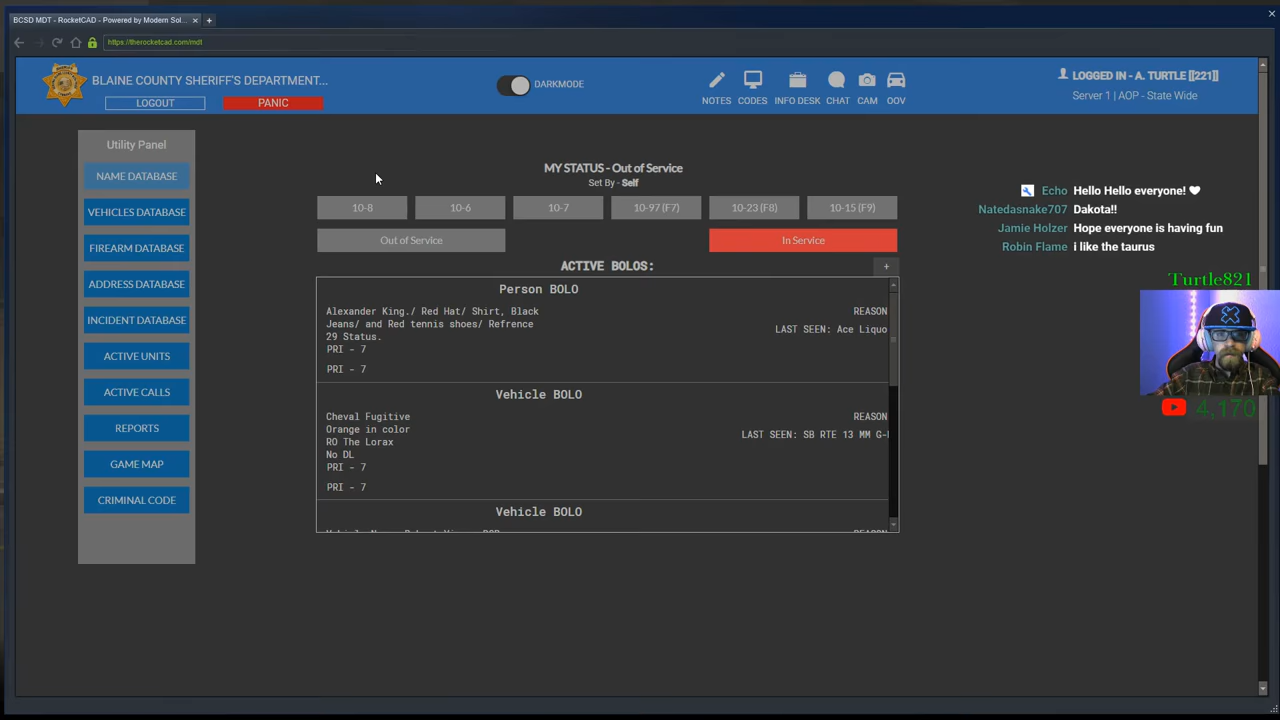 BCSD MDT - RocketCAD - Powered by Modern Sol...
https://therocketcad.com/mdt
BLAINE COUNTY SHERIFF'S DEPARTMENT...
LOGOUT
PANIC
DARKMODE
NOTES
CODES
INFO DESK
CHAT
CAM
OOV
LOGGED IN - A. TURTLE [[221]]
Server 1 | AOP - State Wide
Utility Panel
NAME DATABASE
VEHICLES DATABASE
FIREARM DATABASE
ADDRESS DATABASE
INCIDENT DATABASE
ACTIVE UNITS
ACTIVE CALLS
REPORTS
GAME MAP
CRIMINAL CODE
MY STATUS - Out of Service
Set By - Self
10-8
10-6
10-7
10-97 (F7)
10-23 (F8)
10-15 (F9)
Out of Service
In Service
ACTIVE BOLOS:
+
Person BOLO
Alexander King./ Red Hat/ Shirt, Black
Jeans/ and Red tennis shoes/ Refrence
29 Status.
PRI - 7
PRI - 7
REASON
LAST SEEN: Ace Liquo
Vehicle BOLO
Cheval Fugitive
Orange in color
RO The Lorax
No DL
PRI - 7
PRI - 7
REASON
LAST SEEN: SB RTE 13 MM G-
Vehicle BOLO
Echo Hello Hello everyone!
Natedasnake707 Dakota!!
Jamie Holzer Hope everyone is having fun
Robin Flame i like the taurus
Turtle821
4,170